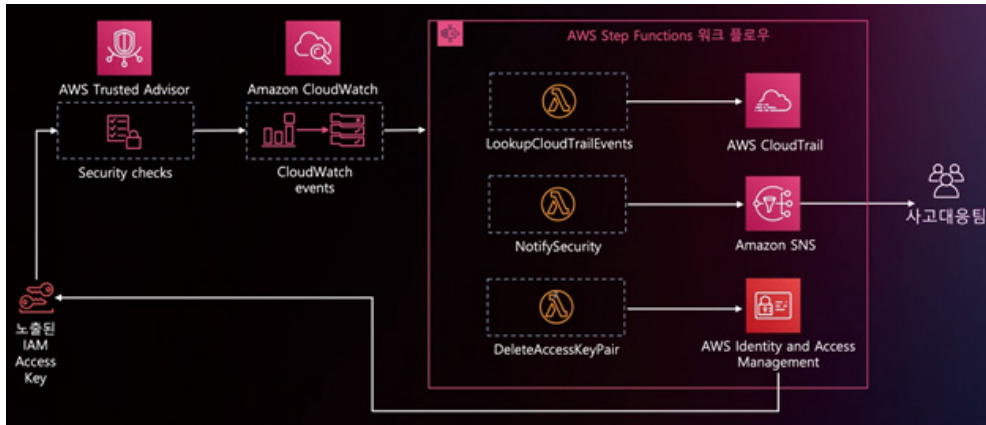 AWS Step Functions 워크 플로우
AWS Trusted Advisor
Amazon CloudWatch
Security checks
CloudWatch
events
LookupCloudTrailEvents
AWS CloudTrail
NotifySecurity
Amazon SNS
사고대응팀
DeleteAccessKeyPair
AWS Identity and Access
Management
노출된
IAM
Access
Key